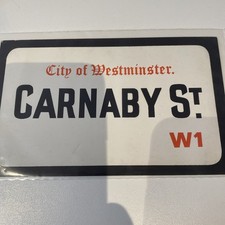 City of Westminster.
CARNABY ST.
W1